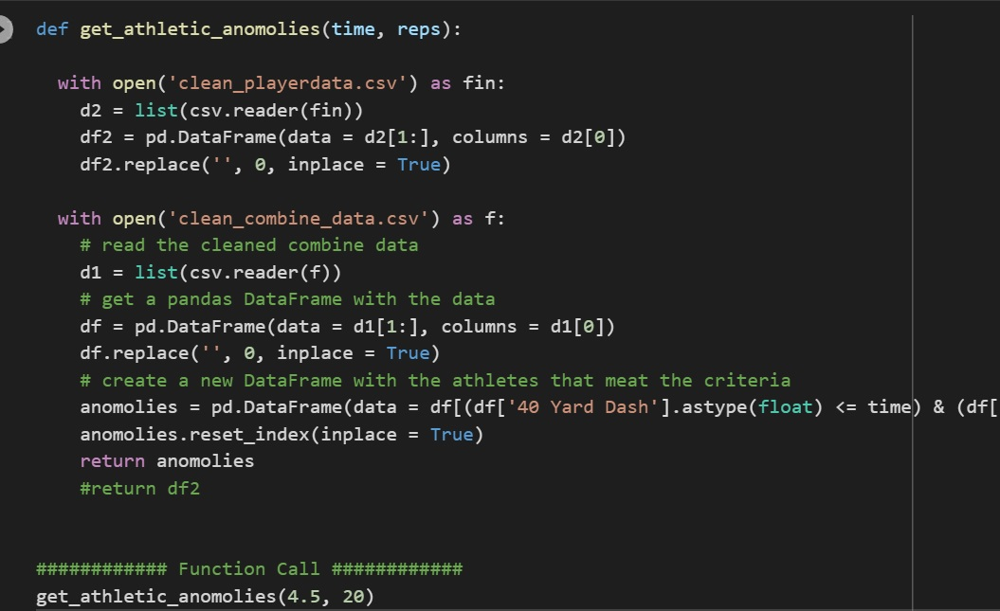 def get_athletic_anomolies(time, reps):
with open('clean_playerdata.csv') as fin:
d2 = list(csv.reader(fin))
df2 = pd.DataFrame(data = d2[1:], columns = d2[0])
df2.replace('', 0, inplace = True)
with open('clean_combine_data.csv') as f:
# read the cleaned combine data
d1 = list(csv.reader(f))
# get a pandas DataFrame with the data
df = pd.DataFrame(data = d1[1:], columns = d1[0])
df.replace('', 0, inplace = True)
# create a new DataFrame with the athletes that meat the criteria
anomolies = pd.DataFrame(data = df[(df['40 Yard Dash'].astype(float) <= time) & (df[
anomolies.reset_index(inplace = True)
return anomolies
#return df2
############ Function Call ############
get_athletic_anomolies(4.5, 20)